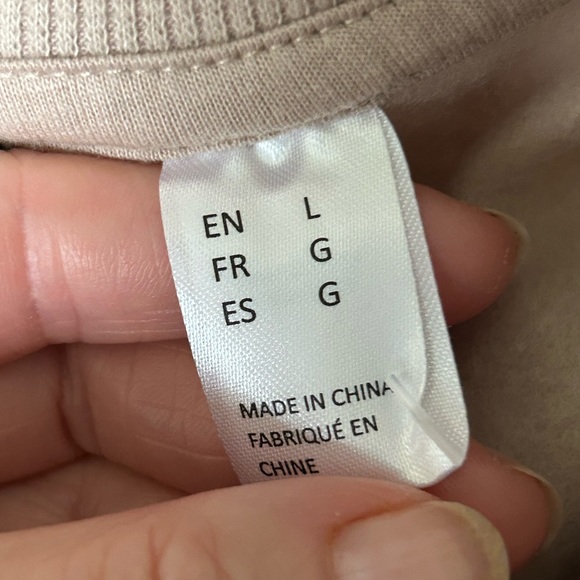 EN L
FR G
ES G
MADE IN CHINA
FABRIQUÉ EN
CHINE